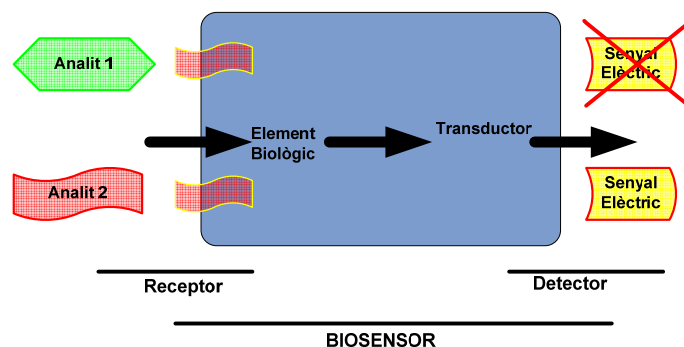 Analit 1
Senyal
Elèctric
Element
Biològic
Transductor
Analit 2
Senyal
Elèctric
Receptor
Detector
BIOSENSOR